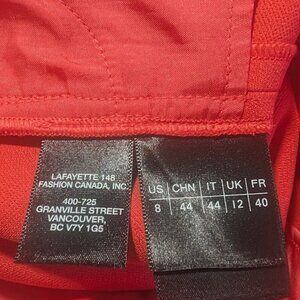 LAFAYETTE 148
FASHION CANADA, INC.
400-725
GRANVILLE STREET
VANCOUVER,
BC V7Y 1G5
US CHN IT UK FR
8 44 44 12 40